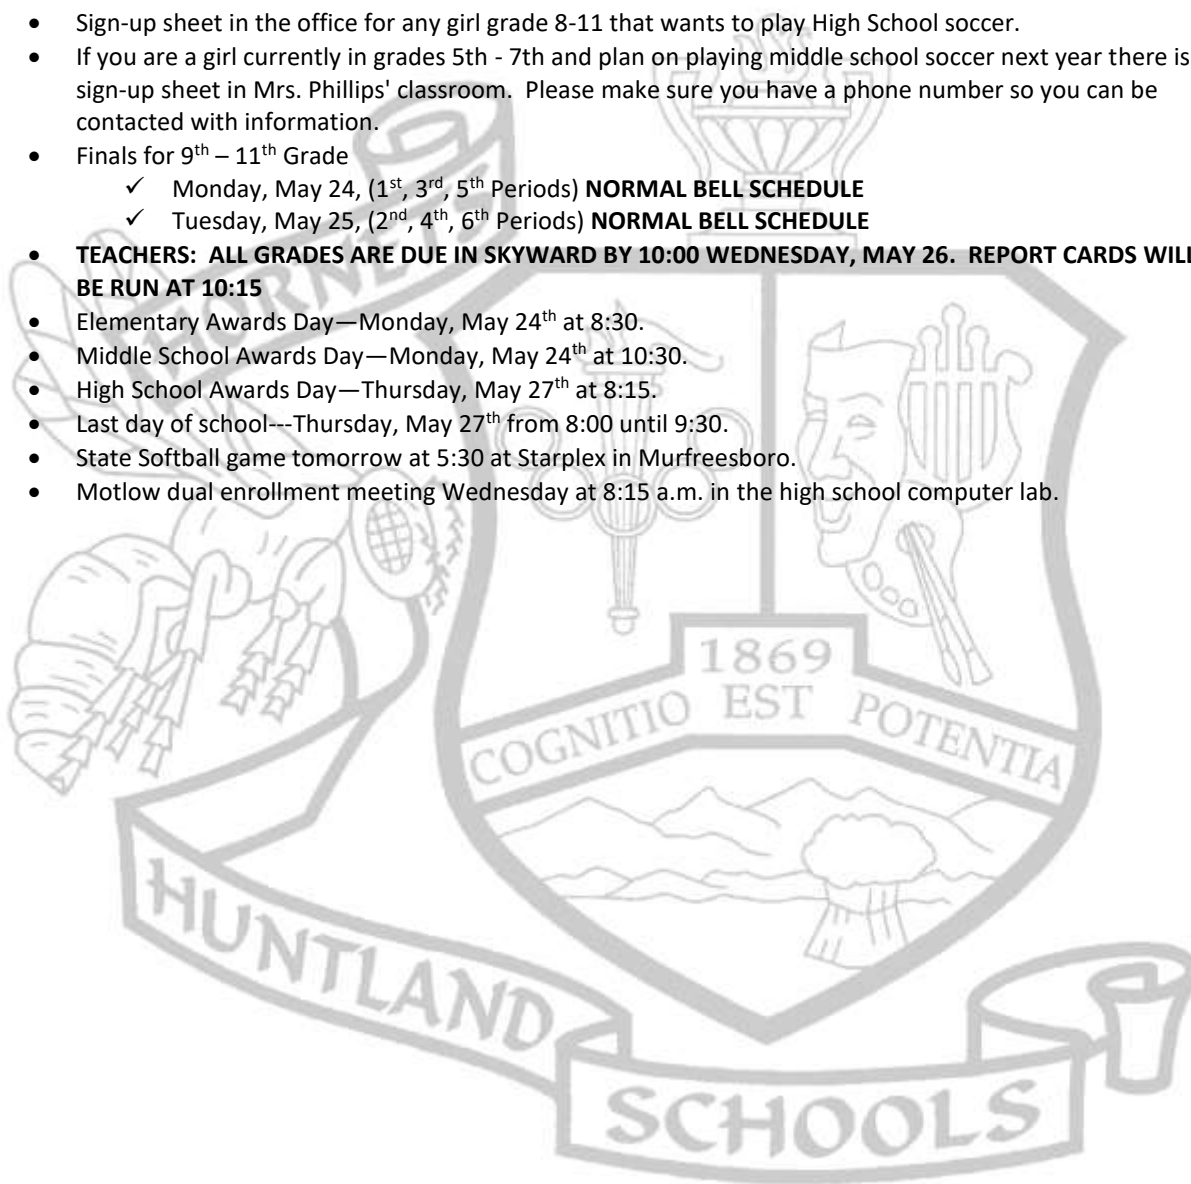 • Sign-up sheet in the office for any girl grade 8-11 that wants to play High School soccer.
• If you are a girl currently in grades 5th - 7th and plan on playing middle school soccer next year there is
sign-up sheet in Mrs. Phillips' classroom.  Please make sure you have a phone number so you can be
contacted with information.
• Finals for 9th – 11th Grade
✓ Monday, May 24, (1st, 3rd, 5th Periods) NORMAL BELL SCHEDULE
✓ Tuesday, May 25, (2nd, 4th, 6th Periods) NORMAL BELL SCHEDULE
• TEACHERS:  ALL GRADES ARE DUE IN SKYWARD BY 10:00 WEDNESDAY, MAY 26.  REPORT CARDS WILL
BE RUN AT 10:15
• Elementary Awards Day—Monday, May 24th at 8:30.
• Middle School Awards Day—Monday, May 24th at 10:30.
• High School Awards Day—Thursday, May 27th at 8:15.
• Last day of school---Thursday, May 27th from 8:00 until 9:30.
• State Softball game tomorrow at 5:30 at Starplex in Murfreesboro.
• Motlow dual enrollment meeting Wednesday at 8:15 a.m. in the high school computer lab.
HORNETS
1869
COGNITIO EST POTENTIA
HUNTLAND
SCHOOLS